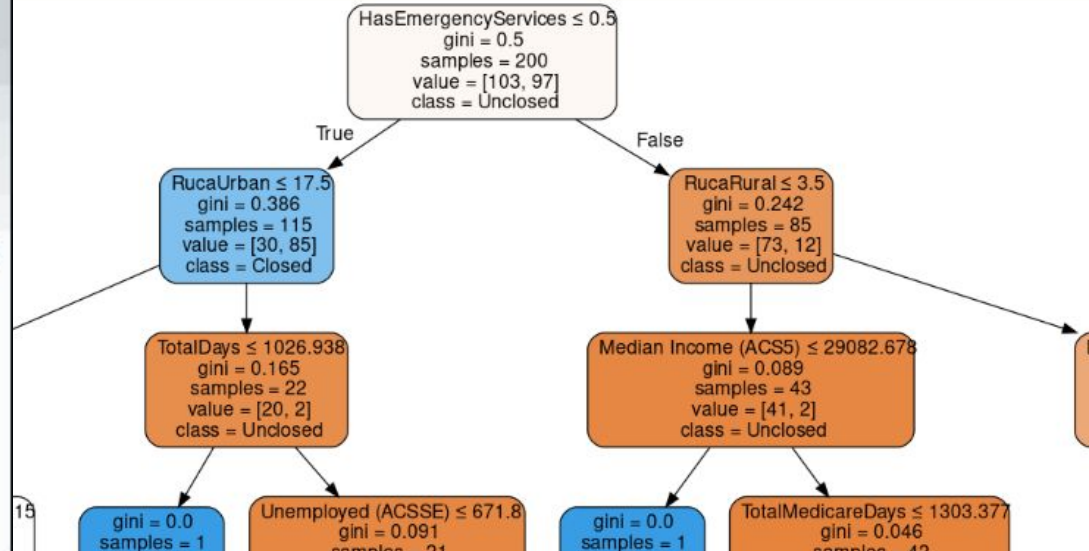 HasEmergencyServices ≤ 0.5
gini = 0.5
samples = 200
value = [103, 97]
class = Unclosed
True
False
RucaUrban ≤ 17.5
gini = 0.386
samples = 115
value = [30, 85]
class = Closed
RucaRural ≤ 3.5
gini = 0.242
samples = 85
value = [73, 12]
class = Unclosed
TotalDays ≤ 1026.938
gini = 0.165
samples = 22
value = [20, 2]
class = Unclosed
Median Income (ACS5) ≤ 29082.678
gini = 0.089
samples = 43
value = [41, 2]
class = Unclosed
15
gini = 0.0
samples = 1
Unemployed (ACSSE) ≤ 671.8
gini = 0.091
samples = 21
gini = 0.0
samples = 1
TotalMedicareDays ≤ 1303.377
gini = 0.046
samples = 42